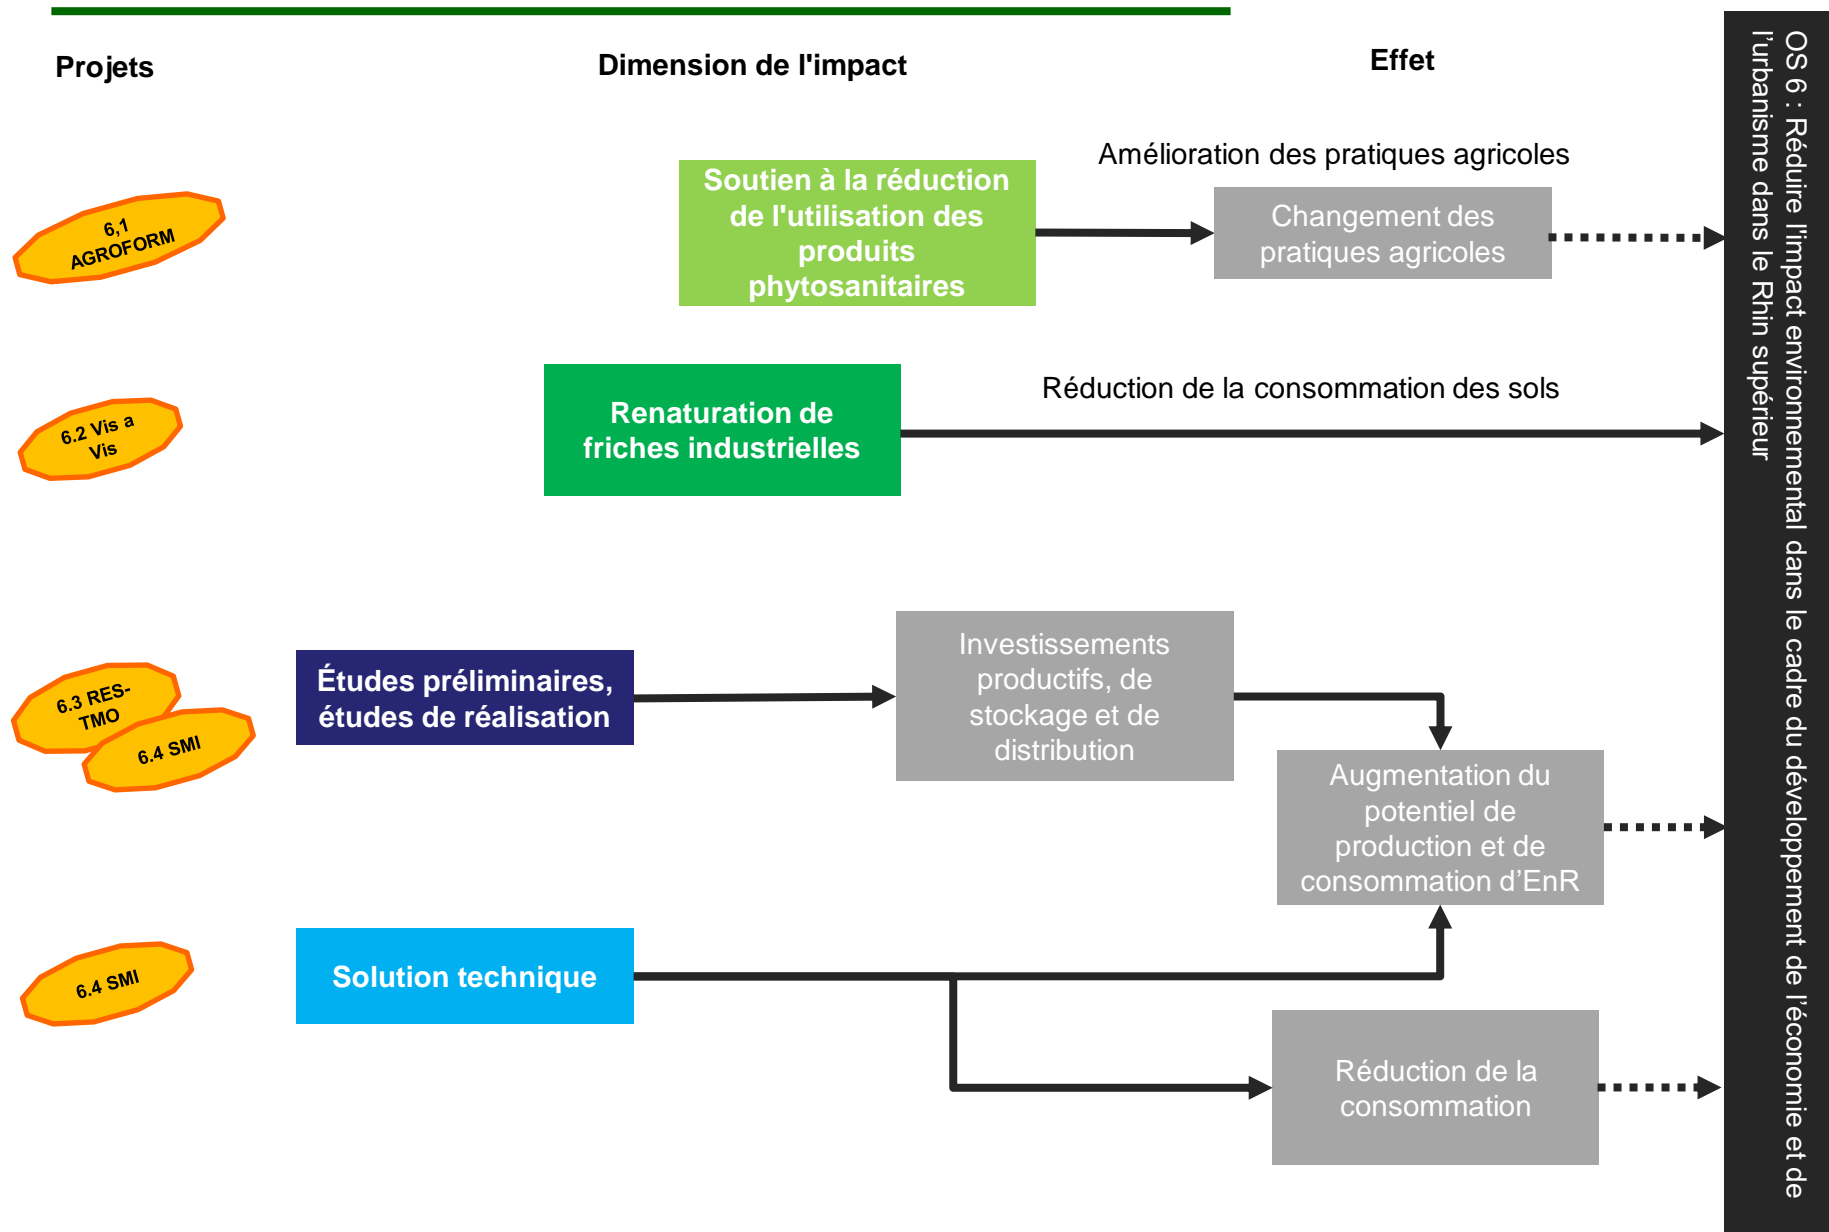 Projets
Dimension de l'impact
Effet
6,1
AGROFORM
Soutien à la réduction
de l'utilisation des
produits
phytosanitaires
Amélioration des pratiques agricoles
Changement des
pratiques agricoles
6.2 Vis a
Vis
Renaturation de
friches industrielles
Réduction de la consommation des sols
6.3 RES-
TMO
6.4 SMI
Études préliminaires,
études de réalisation
Investissements
productifs, de
stockage et de
distribution
Augmentation du
potentiel de
production et de
consommation d’EnR
6.4 SMI
Solution technique
Réduction de la
consommation
OS 6 : Réduire l'impact environnemental dans le cadre du développement de l’économie et de
l’urbanisme dans le Rhin supérieur